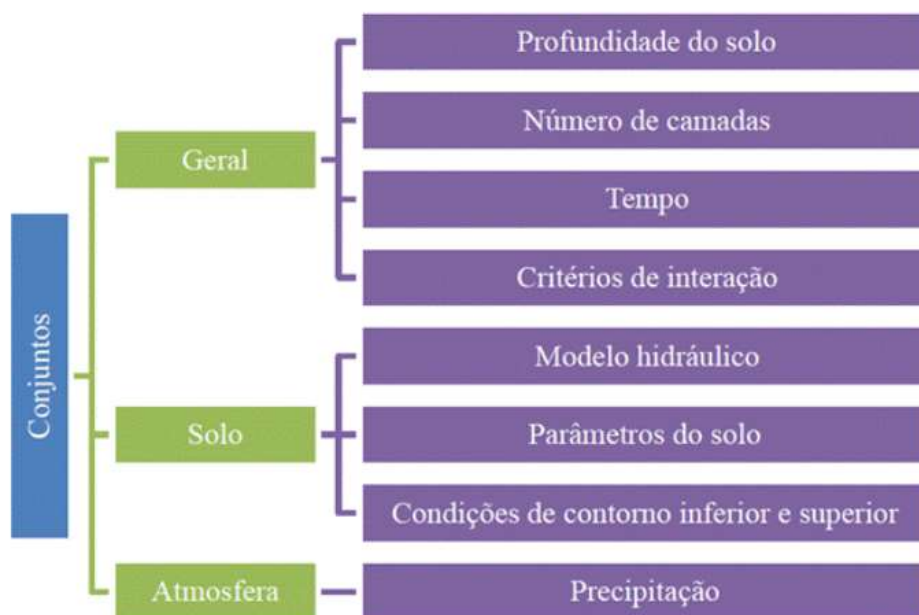 Conjuntos
Geral
Profundidade do solo
Número de camadas
Tempo
Critérios de interação
Solo
Modelo hidráulico
Parâmetros do solo
Condições de contorno inferior e superior
Atmosfera
Precipitação